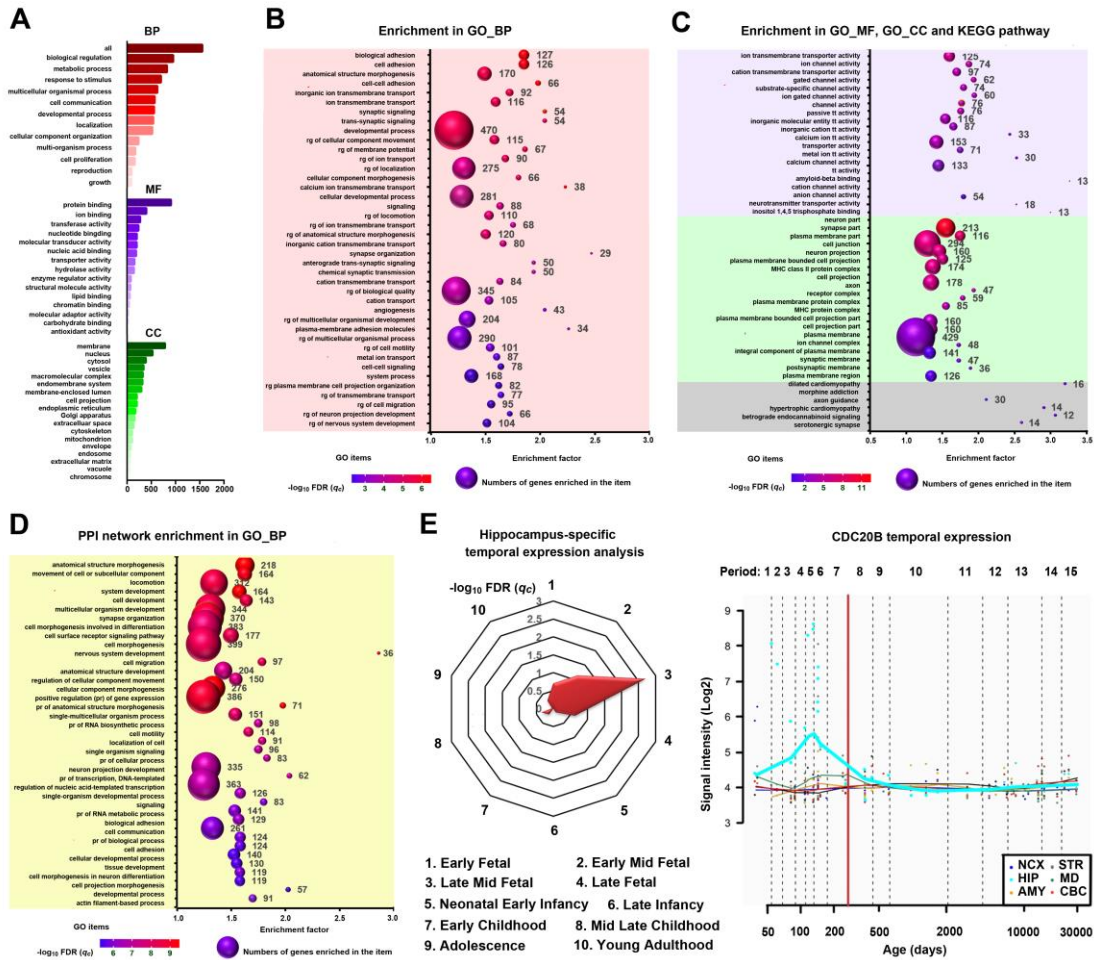 A
BP
all
biological regulation
metabolic process
response to stimulus
multicellular organismal process
cell communication
developmental process
localization
cellular component organization
multi-organism process
cell proliferation
reproduction
growth
MF
protein binding
ion binding
transferase activity
nucleotide bingding
molecular transducer activity
nucleic acid binding
transporter activity
hydrolase activity
enzyme regulator activity
structural molecule activity
lipid binding
chromatin binding
molecular adaptor activity
carbohydrate binding
antioxidant activity
CC
membrane
nucleus
cytosol
vesicle
macromolecular complex
endomembrane system
membrane-enclosed lumen
cell projection
endoplasmic reticulum
Golgi apparatus
extracelluar space
cytoskeleton
mitochondrion
envelope
endosome
extracellular matrix
vacuole
chromosome
0 500 1000 1500 2000
B
Enrichment in GO_BP
biological adhesion 127
cell adhesion 126
anatomical structure morphogenesis 170
cell-cell adhesion 66
inorganic ion transmembrane transport 92
ion transmembrane transport 116
synaptic signaling 54
trans-synaptic signaling 54
developmental process 470
rg of cellular component movement 115
rg of membrane potential 67
rg of ion transport 90
rg of localization 275
cellular component morphogenesis 66
calcium ion transmembrane transport 38
cellular developmental process 281
signaling 88
rg of locomotion 110
rg of ion transmembrane transport 68
rg of anatomical structure morphogenesis 120
inorganic cation transmembrane transport 80
synapse organization 29
anterograde trans-synaptic signaling 50
chemical synaptic transmission 50
cation transmembrane transport 84
rg of biological quality 345
cation transport 105
angiogenesis 43
rg of multicellular organismal development 204
plasma-membrane adhesion molecules 34
rg of multicellular organismal process 290
rg of cell motility 101
metal ion transport 87
cell-cell signaling 78
system process 168
rg plasma membrane cell projection organization 82
rg of transmembrane transport 77
rg of cell migration 95
rg of neuron projection development 66
rg of nervous system development 104
1.0 1.5 2.0 2.5 3.0
GO items
Enrichment factor
-log10 FDR (qc)
3 4 5 6
Numbers of genes enriched in the item
C
Enrichment in GO_MF, GO_CC and KEGG pathway
ion transmembrane transporter activity 125
ion channel activity 74
cation transmembrane transporter activity 97
gated channel activity 62
substrate-specific channel activity 74
ion gated channel activity 60
channel activity 76
passive tt activity 76
inorganic molecular entity tt activity 116
inorganic cation tt activity 87
calcium ion tt activity 33
transporter activity 153
metal ion tt activity 71
calcium channel activity 30
tt activity 133
amyloid-beta binding 13
cation channel activity
anion channel activity 54
neurotransmitter transporter activity 18
inositol 1,4,5 trisphosphate binding 13
neuron part
synapse part 213
plasma membrane part 116
cell junction 294
neuron projection 160
plasma membrane bounded cell projection 125
MHC class II protein complex 174
cell projection
axon 178
receptor complex 47
plasma membrane protein complex 59
MHC protein complex 85
plasma membrane bounded cell projection part 160
cell projection part 160
plasma membrane 429
ion channel complex 48
integral component of plasma membrane 141
synaptic membrane 47
postsynaptic membrane 36
plasma membrane region 126
dilated cardiomyopathy 16
morphine addiction
axon guidance 30
hypertrophic cardiomyopathy 14
betrograde endocannabinoid signaling 12
serotonergic synapse 14
0.5 1.0 1.5 2.0 2.5 3.0 3.5
GO items
Enrichment factor
-log10 FDR (qc)
2 5 8 11
Numbers of genes enriched in the item
D
PPI network enrichment in GO_BP
anatomical structure morphogenesis 218
movement of cell or subcellular component 164
locomotion 312
system development 164
cell development 143
multicellular organism development 344
synapse organization 370
cell morphogenesis involved in differentiation 383
cell surface receptor signaling pathway 177
cell morphogenesis 399
nervous system development 36
cell migration 97
anatomical structure development 204
regulation of cellular component movement 150
cellular component morphogenesis 276
positive regulation (pr) of gene expression 386
pr of anatomical structure morphogenesis 71
single-multicellular organism process 151
pr of RNA biosynthetic process 98
cell motility 114
localization of cell 91
single organism signaling 96
pr of cellular process 83
neuron projection development 335
pr of transcription, DNA-templated 62
regulation of nucleic acid-templated transcription 363
single-organism developmental process 126
signaling 83
pr of RNA metabolic process 141
biological adhesion 129
cell communication 261
pr of biological process 124
cell adhesion 124
cellular developmental process 140
tissue development 130
cell morphogenesis in neuron differentiation 119
cell projection morphogenesis 119
developmental process 57
actin filament-based process 91
1.0 1.5 2.0 2.5 3.0
GO items
Enrichment factor
-log10 FDR (qc)
6 7 8 9
Numbers of genes enriched in the item
E
Hippocampus-specific
temporal expression analysis
-log10 FDR (qc)
3
2.5
2
1.5
1
0.5
0
1
2
3
4
5
6
7
8
9
10
1. Early Fetal 2. Early Mid Fetal
3. Late Mid Fetal 4. Late Fetal
5. Neonatal Early Infancy 6. Late Infancy
7. Early Childhood 8. Mid Late Childhood
9. Adolescence 10. Young Adulthood
CDC20B temporal expression
Period: 1 2 3 4 5 6 7 8 9 10 11 12 13 14 15
Signal intensity (Log2)
9
8
7
6
5
4
3
NCX STR
HIP MD
AMY CBC
50 100 200 500 2000 10000 30000
Age (days)